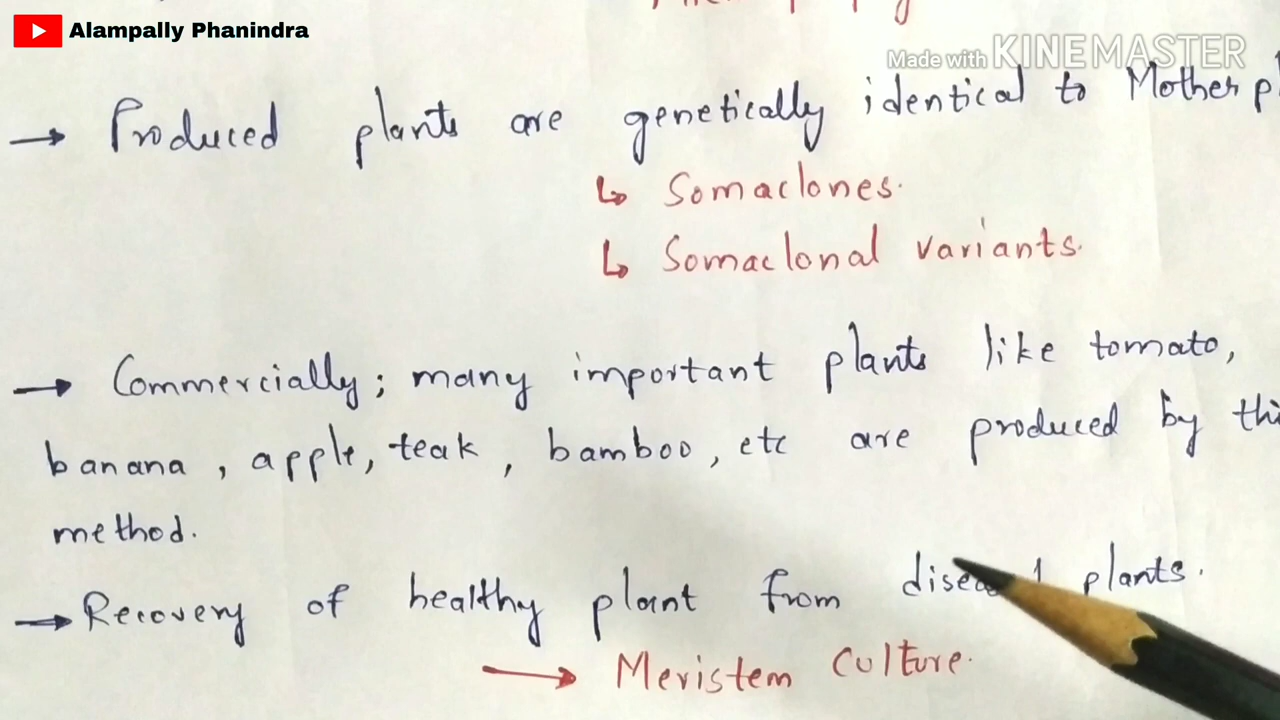 Alampally Phanindra
Made with KINEMASTER
→ Produced plants are genetically identical to Mother
↳ Somaclones.
↳ Somaclonal variants.
→ Commercially; many important plants like tomato,
banana, apple, teak, bamboo, etc are produced by
method.
→ Recovery of healthy plant from plants.
→ Meristem Culture.